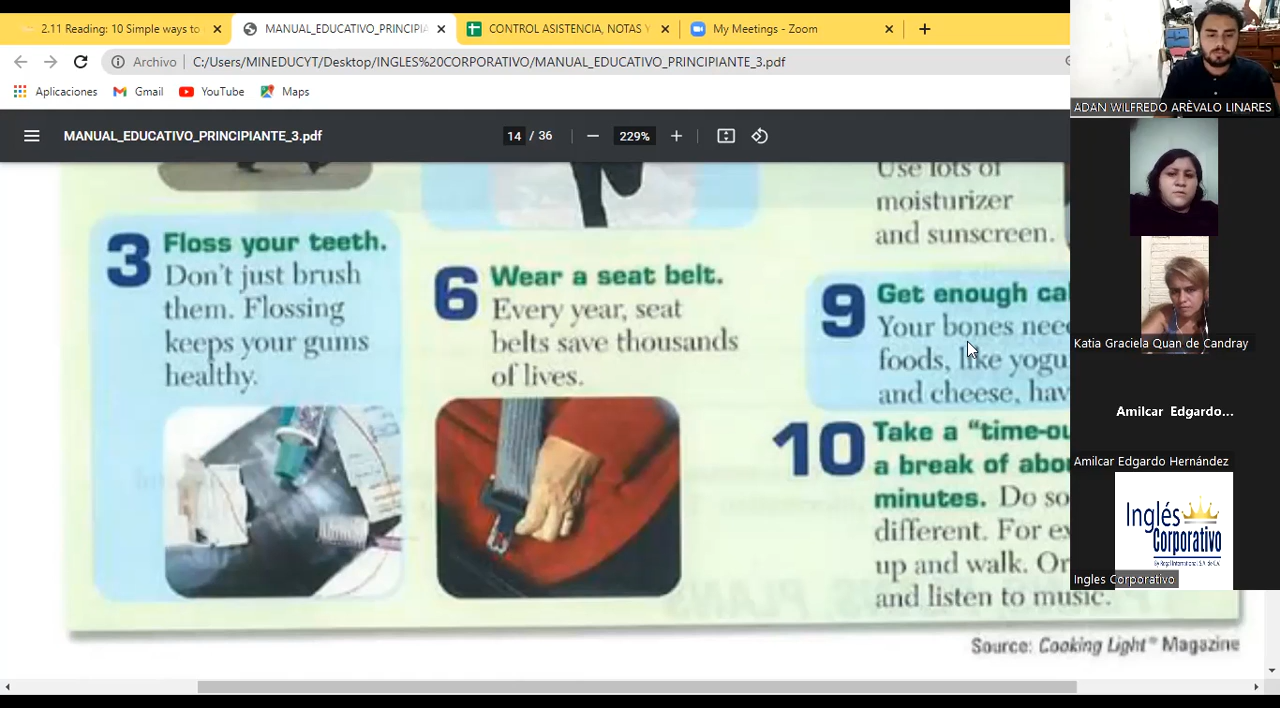 2.11 Reading: 10 Simple ways to
MANUAL_EDUCATIVO_PRINCIPIA
CONTROL ASISTENCIA, NOTAS Y
My Meetings - Zoom
Archivo
C:/Users/MINEDUCYT/Desktop/INGLES%20CORPORATIVO/MANUAL_EDUCATIVO_PRINCIPIANTE_3.pdf
Aplicaciones
Gmail
YouTube
Maps
MANUAL_EDUCATIVO_PRINCIPIANTE_3.pdf
14 / 36
229%
3
Floss your teeth.
Don't just brush
them. Flossing
keeps your gums
healthy.
6
Wear a seat belt.
Every year, seat
belts save thousands
of lives.
Use lots of
moisturizer
and sunscreen.
9
Get enough ca
Your bones nee
foods, like yogu
and cheese, hav
10
Take a "time-ou
a break of abo
minutes. Do so
different. For ex
up and walk. Or
and listen to music.
Source: Cooking Light® Magazine
ADAN WILFREDO ARÈVALO LINARES
Katia Graciela Quan de Candray
Amilcar Edgardo...
Amilcar Edgardo Hernández
Inglés
Corporativo
Ingles Corporativo